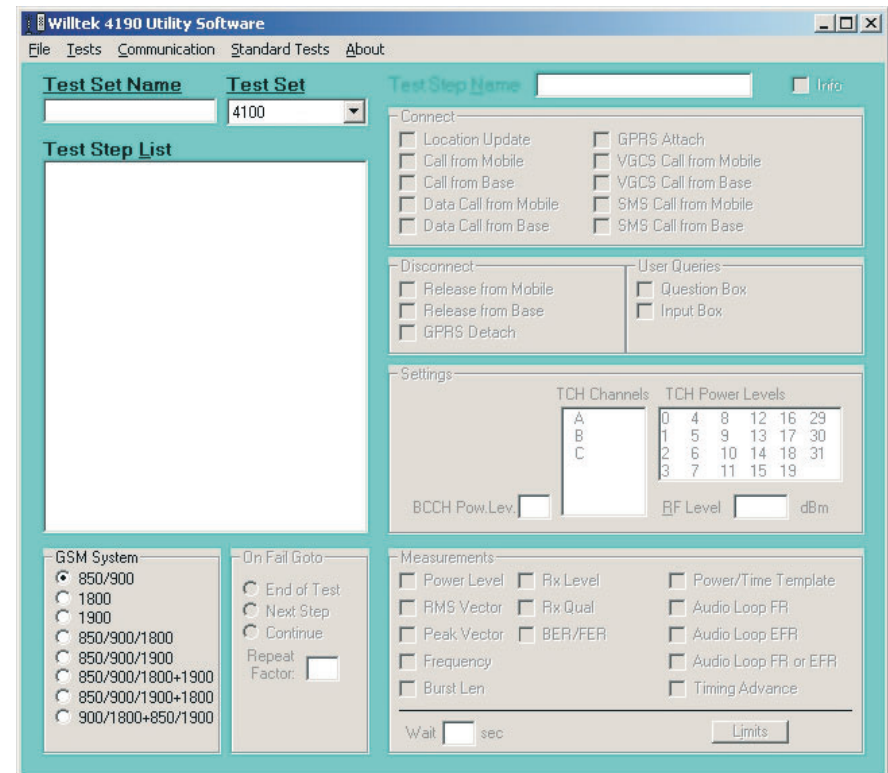 Willtek 4190 Utility Software
File Tests Communication Standard Tests About
Test Set Name Test Set
4100
Test Step List
Test Step Name Info
Connect
Location Update GPRS Attach
Call from Mobile VGCS Call from Mobile
Call from Base VGCS Call from Base
Data Call from Mobile SMS Call from Mobile
Data Call from Base SMS Call from Base
Disconnect User Queries
Release from Mobile Question Box
Release from Base Input Box
GPRS Detach
Settings
TCH Channels TCH Power Levels
A 0 4 8 12 16 29
B 1 5 9 13 17 30
C 2 6 10 14 18 31
3 7 11 15 19
BCCH Pow.Lev. RF Level dBm
GSM System
850/900
1800
1900
850/900/1800
850/900/1900
850/900/1800+1900
850/900/1900+1800
900/1800+850/1900
On Fail Goto
End of Test
Next Step
Continue
Repeat
Factor:
Measurements
Power Level Rx Level Power/Time Template
RMS Vector Rx Qual Audio Loop FR
Peak Vector BER/FER Audio Loop EFR
Frequency Audio Loop FR or EFR
Burst Len Timing Advance
Wait sec Limits